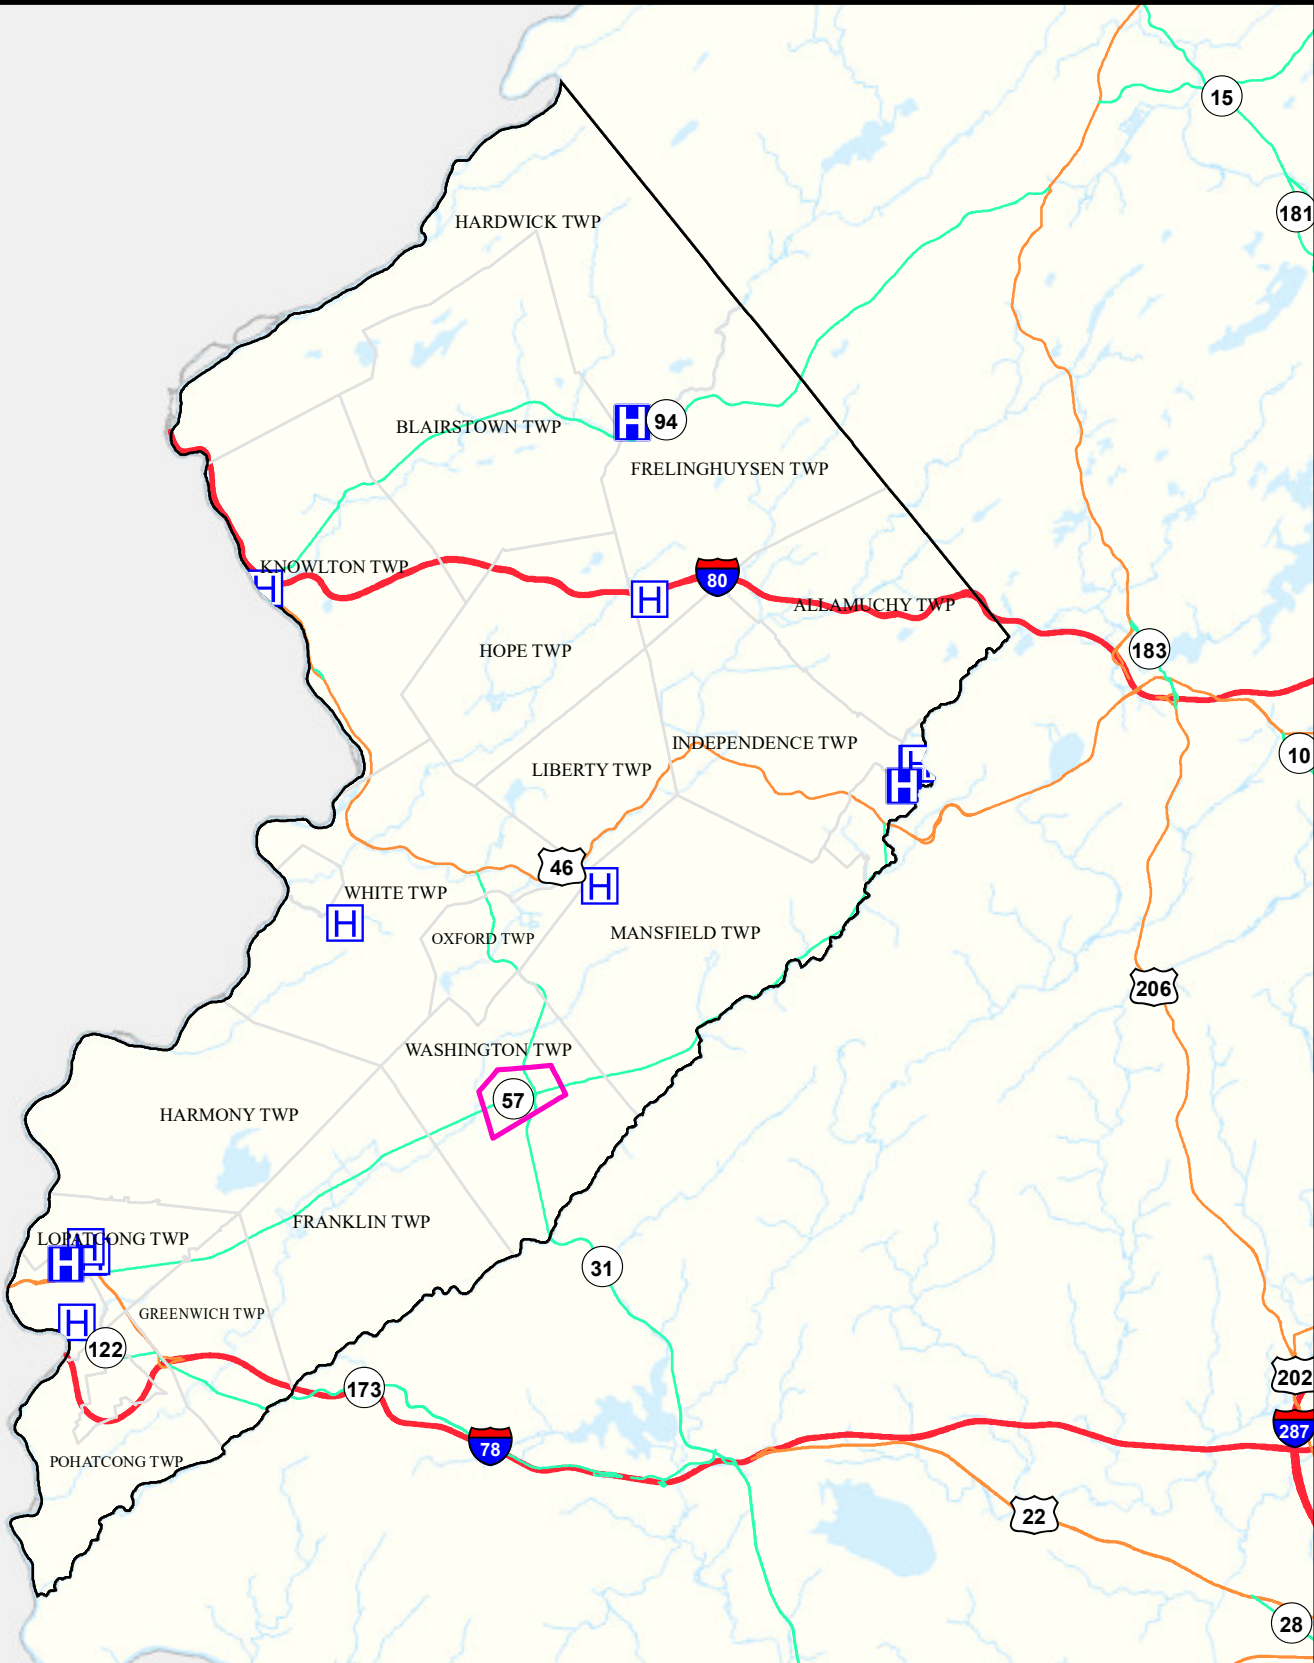 15
181
HARDWICK TWP
94
BLAIRSTOWN TWP
H
FRELINGHUYSEN TWP
KNOWLTON TWP
H
80
H
ALLAMUCHY TWP
HOPE TWP
183
INDEPENDENCE TWP
10
LIBERTY TWP
H
46
H
WHITE TWP
H
OXFORD TWP
MANSFIELD TWP
206
WASHINGTON TWP
57
HARMONY TWP
FRANKLIN TWP
LOPATCONG TWP
H
31
GREENWICH TWP
H
122
173
202
287
78
POHATCONG TWP
22
28